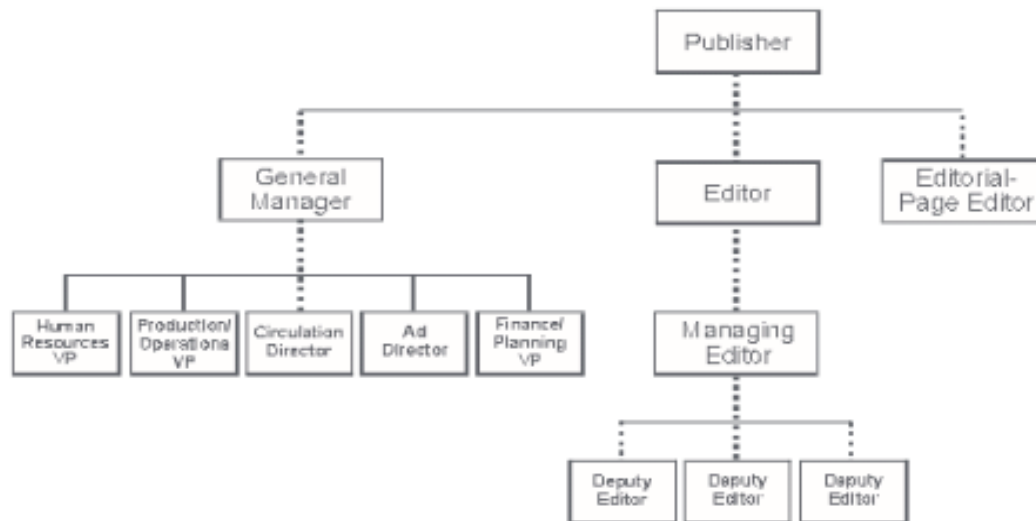 Publisher
General
Manager
Editor
Editorial-
Page Editor
Human
Resources
VP
Production/
Operations
VP
Circulation
Director
Ad
Director
Finance/
Planning
VP
Managing
Editor
Deputy
Editor
Deputy
Editor
Deputy
Editor